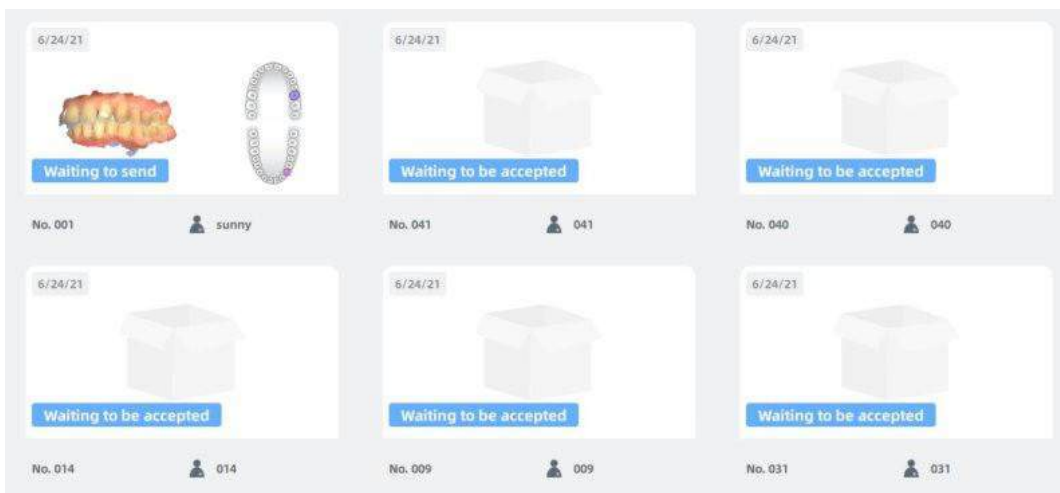 6/24/21
6/24/21
6/24/21
Waiting to send
Waiting to be accepted
Waiting to be accepted
No. 001 sunny
No. 041 041
No. 040 040
6/24/21
6/24/21
6/24/21
Waiting to be accepted
Waiting to be accepted
Waiting to be accepted
No. 014 014
No. 009 009
No. 031 031